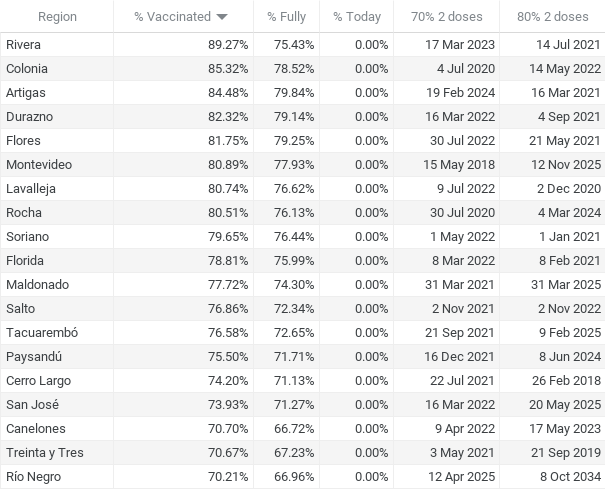 Region % Vaccinated % Fully % Today 70% 2 doses 80% 2 doses
Rivera 89.27% 75.43% 0.00% 17 Mar 2023 14 Jul 2021
Colonia 85.32% 78.52% 0.00% 4 Jul 2020 14 May 2022
Artigas 84.48% 79.84% 0.00% 19 Feb 2024 16 Mar 2021
Durazno 82.32% 79.14% 0.00% 16 Mar 2022 4 Sep 2021
Flores 81.75% 79.25% 0.00% 30 Jul 2022 21 May 2021
Montevideo 80.89% 77.93% 0.00% 15 May 2018 12 Nov 2025
Lavalleja 80.74% 76.62% 0.00% 9 Jul 2022 2 Dec 2020
Rocha 80.51% 76.13% 0.00% 30 Jul 2020 4 Mar 2024
Soriano 79.65% 76.44% 0.00% 1 May 2022 1 Jan 2021
Florida 78.81% 75.99% 0.00% 8 Mar 2022 8 Feb 2021
Maldonado 77.72% 74.30% 0.00% 31 Mar 2021 31 Mar 2025
Salto 76.86% 72.34% 0.00% 2 Nov 2021 2 Nov 2022
Tacuarembó 76.58% 72.65% 0.00% 21 Sep 2021 9 Feb 2025
Paysandú 75.50% 71.71% 0.00% 16 Dec 2021 8 Jun 2024
Cerro Largo 74.20% 71.13% 0.00% 22 Jul 2021 26 Feb 2018
San José 73.93% 71.27% 0.00% 16 Mar 2022 20 May 2025
Canelones 70.70% 66.72% 0.00% 9 Apr 2022 17 May 2023
Treinta y Tres 70.67% 67.23% 0.00% 3 May 2021 21 Sep 2019
Río Negro 70.21% 66.96% 0.00% 12 Apr 2025 8 Oct 2034